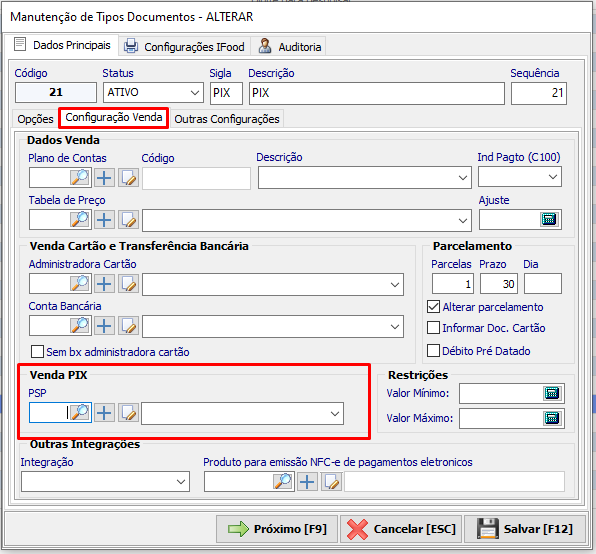 Manutenção de Tipos Documentos - ALTERAR
Dados Principais Configurações IFood Auditoria
Código Status Sigla Descrição Sequência
21 ATIVO PIX PIX 21
Opções Configuração Venda Outras Configurações
Dados Venda
Plano de Contas Código Descrição Ind Pagto (C100)
Tabela de Preço Ajuste
Venda Cartão e Transferência Bancária Parcelamento
Administradora Cartão Parcelas Prazo Dia
1 30
Conta Bancária Alterar parcelamento
Informar Doc. Cartão
Sem bx administradora cartão Débito Pré Datado
Venda PIX Restrições
PSP Valor Mínimo:
Valor Máximo:
Outras Integrações
Integração Produto para emissão NFC-e de pagamentos eletronicos
Próximo [F9] Cancelar [ESC] Salvar [F12]